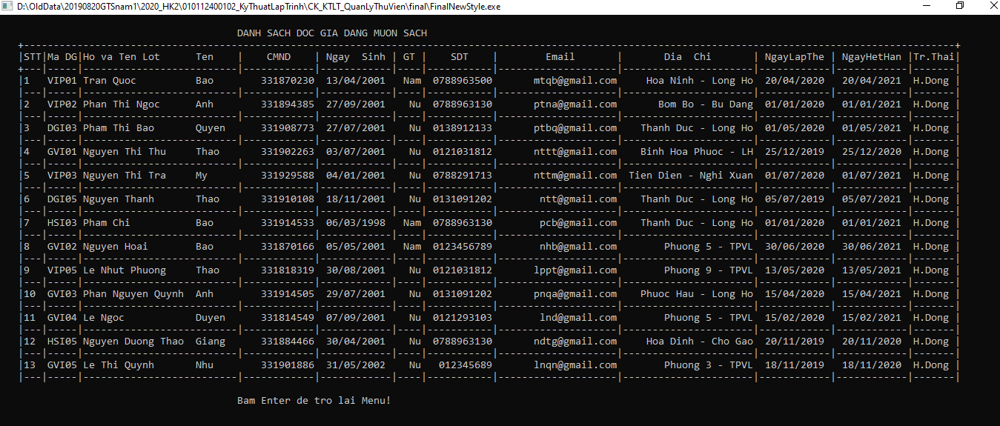 D:\OldData\20190820GTSnam1\2020_HK2\010112400102_KyThuatLapTrinh\CK_KTLT_QuanLyThuVien\final\FinalNewStyle.exe
DANH SACH DOC GIA DANG MUON SACH
STT|Ma DG|Ho va Ten Lot Ten | CMND | Ngay Sinh | GT | SDT | Email | Dia Chi | NgayLapThe | NgayHetHan |Tr.Thai|
|1 VIP01 Tran Quoc Bao 331870230 13/04/2001 Nam 0788963500 mtqb@gmail.com Hoa Ninh - Long Ho 20/04/2020 20/04/2021 H.Dong |
|2 VIP02 Phan Thi Ngoc Anh 331894385 27/09/2001 Nu 0788963130 ptna@gmail.com Bom Bo - Bu Dang 01/01/2020 01/01/2021 H.Dong |
|3 DGI03 Pham Thi Bao Quyen 331908773 27/07/2001 Nu 0138912133 ptbq@gmail.com Thanh Duc - Long Ho 01/05/2020 01/05/2021 H.Dong |
|4 GVI01 Nguyen Thi Thu Thao 331902263 03/07/2001 Nu 0121031812 nttt@gmail.com Binh Hoa Phuoc - LH 25/12/2019 25/12/2020 H.Dong |
|5 VIP03 Nguyen Thi Tra My 331929588 04/01/2001 Nu 0788291713 nttm@gmail.com Tien Dien - Nghi Xuan 01/07/2020 01/07/2021 H.Dong |
|6 DGI05 Nguyen Thanh Thao 331910108 18/11/2001 Nu 0131091202 ntt@gmail.com Thanh Duc - Long Ho 05/07/2019 05/07/2021 H.Dong |
|7 HSI03 Pham Chi Bao 331914533 06/03/1998 Nam 0788963130 pcb@gmail.com Thanh Duc - Long Ho 01/01/2020 01/01/2021 H.Dong |
|8 GVI02 Nguyen Hoai Bao 331870166 05/05/2001 Nam 0123456789 nhb@gmail.com Phuong 5 - TPVL 30/06/2020 30/06/2021 H.Dong |
|9 VIP05 Le Nhut Phuong Thao 331818319 30/08/2001 Nu 0121031812 lppt@gmail.com Phuong 9 - TPVL 13/05/2020 13/05/2021 H.Dong |
|10 GVI03 Phan Nguyen Quynh Anh 331914505 29/07/2001 Nu 0131091202 pnqa@gmail.com Phuoc Hau - Long Ho 15/04/2020 15/04/2021 H.Dong |
|11 GVI04 Le Ngoc Duyen 331814549 07/09/2001 Nu 0121293103 lnd@gmail.com Phuong 5 - TPVL 15/02/2020 15/02/2021 H.Dong |
|12 HSI05 Nguyen Duong Thao Giang 331884466 30/04/2001 Nu 0788963130 ndtg@gmail.com Hoa Dinh - Cho Gao 20/11/2019 20/11/2020 H.Dong |
|13 GVI05 Le Thi Quynh Nhu 331901886 31/05/2002 Nu 012345689 lnqn@gmail.com Phuong 3 - TPVL 18/11/2019 18/11/2020 H.Dong |
Bam Enter de tro lai Menu!